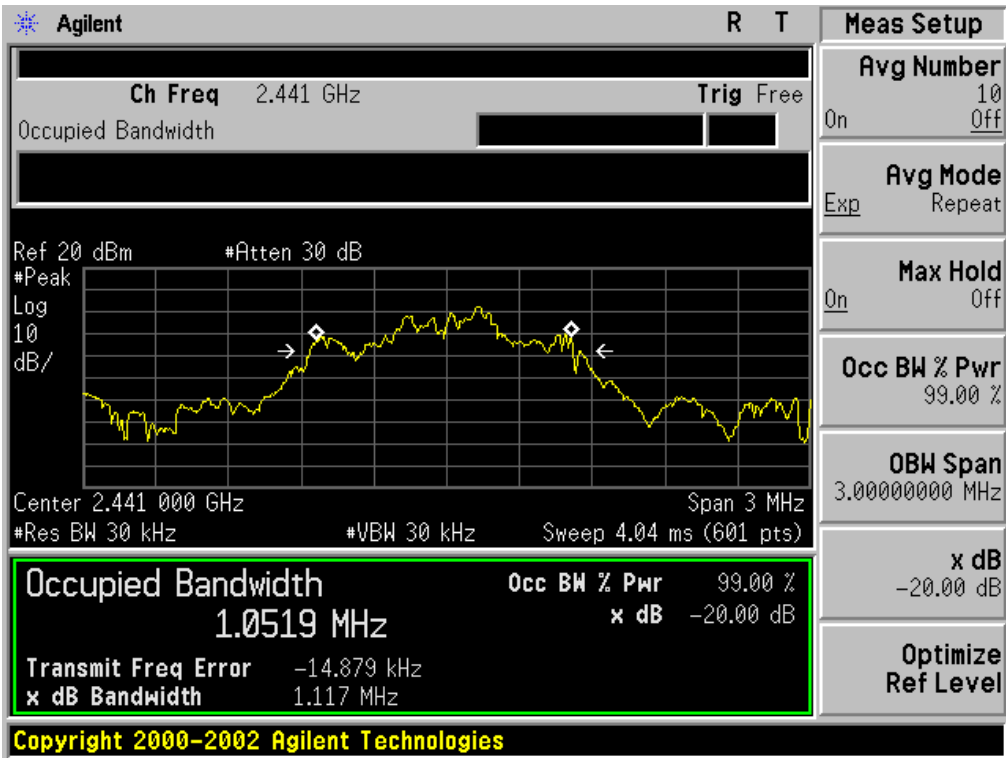 Agilent R T
Ch Freq 2.441 GHz Trig Free
Occupied Bandwidth
Ref 20 dBm #Atten 30 dB
#Peak
Log
10
dB/
Center 2.441 000 GHz Span 3 MHz
#Res BW 30 kHz #VBW 30 kHz Sweep 4.04 ms (601 pts)
Occupied Bandwidth Occ BW % Pwr 99.00 %
1.0519 MHz x dB -20.00 dB
Transmit Freq Error -14.879 kHz
x dB Bandwidth 1.117 MHz
Copyright 2000-2002 Agilent Technologies
Meas Setup
Avg Number
10
On Off
Avg Mode
Exp Repeat
Max Hold
On Off
Occ BW % Pwr
99.00 %
OBW Span
3.00000000 MHz
x dB
-20.00 dB
Optimize
Ref Level